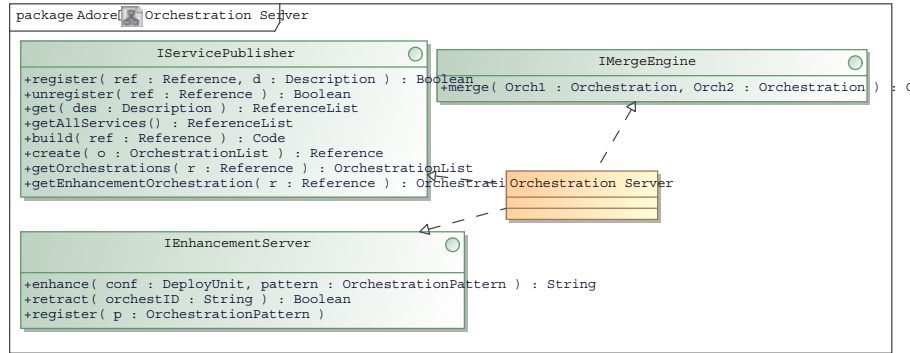 package Adore[ Orchestration Server
IServicePublisher
+register( ref : Reference, d : Description ) : Boolean
+unregister( ref : Reference ) : Boolean
+get( des : Description ) : ReferenceList
+getAllServices() : ReferenceList
+build( ref : Reference ) : Code
+create( o : OrchestrationList ) : Reference
+getOrchestrations( r : Reference ) : OrchestrationList
+getEnhancementOrchestration( r : Reference ) : Orchestrati
IMergeEngine
+merge( Orch1 : Orchestration, Orch2 : Orchestration ) :
Orchestration Server
IEnhancementServer
+enhance( conf : DeployUnit, pattern : OrchestrationPattern ) : String
+retract( orchestID : String ) : Boolean
+register( p : OrchestrationPattern )